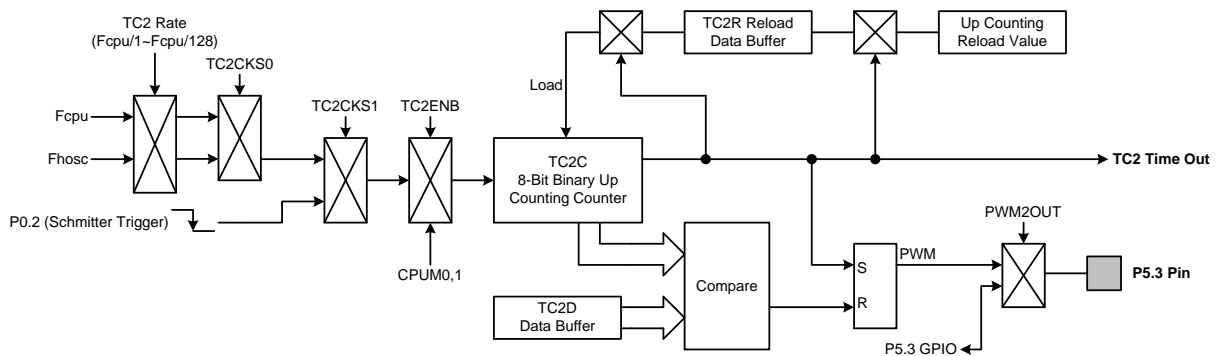 TC2 Rate
(Fcpu/1~Fcpu/128)
TC2CKS0
TC2R Reload
Data Buffer
Up Counting
Reload Value
Load
TC2CKS1
TC2ENB
Fcpu
Fhosc
TC2C
8-Bit Binary Up
Counting Counter
TC2 Time Out
P0.2 (Schmitter Trigger)
CPUM0,1
PWM2OUT
Compare
S
R
PWM
P5.3 Pin
TC2D
Data Buffer
P5.3 GPIO